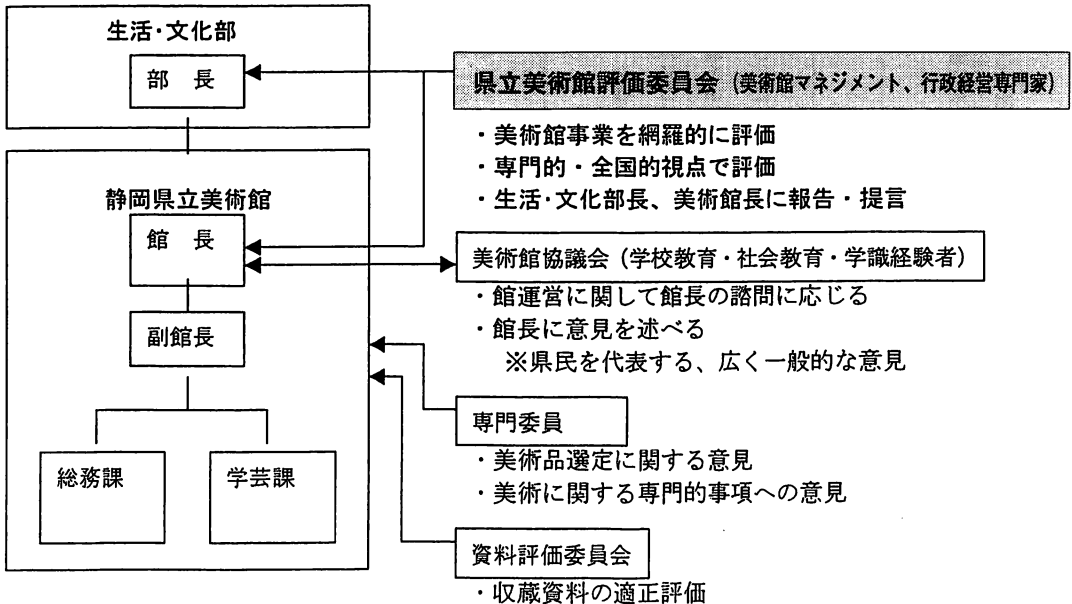 生活・文化部
部　長
県立美術館評価委員会（美術館マネジメント、行政経営専門家）
・美術館事業を網羅的に評価
・専門的・全国的視点で評価
・生活・文化部長、美術館長に報告・提言
静岡県立美術館
館　長
美術館協議会（学校教育・社会教育・学識経験者）
・館運営に関して館長の諮問に応じる
・館長に意見を述べる
※県民を代表する、広く一般的な意見
副館長
専門委員
・美術品選定に関する意見
・美術に関する専門的事項への意見
総務課
学芸課
資料評価委員会
・収蔵資料の適正評価